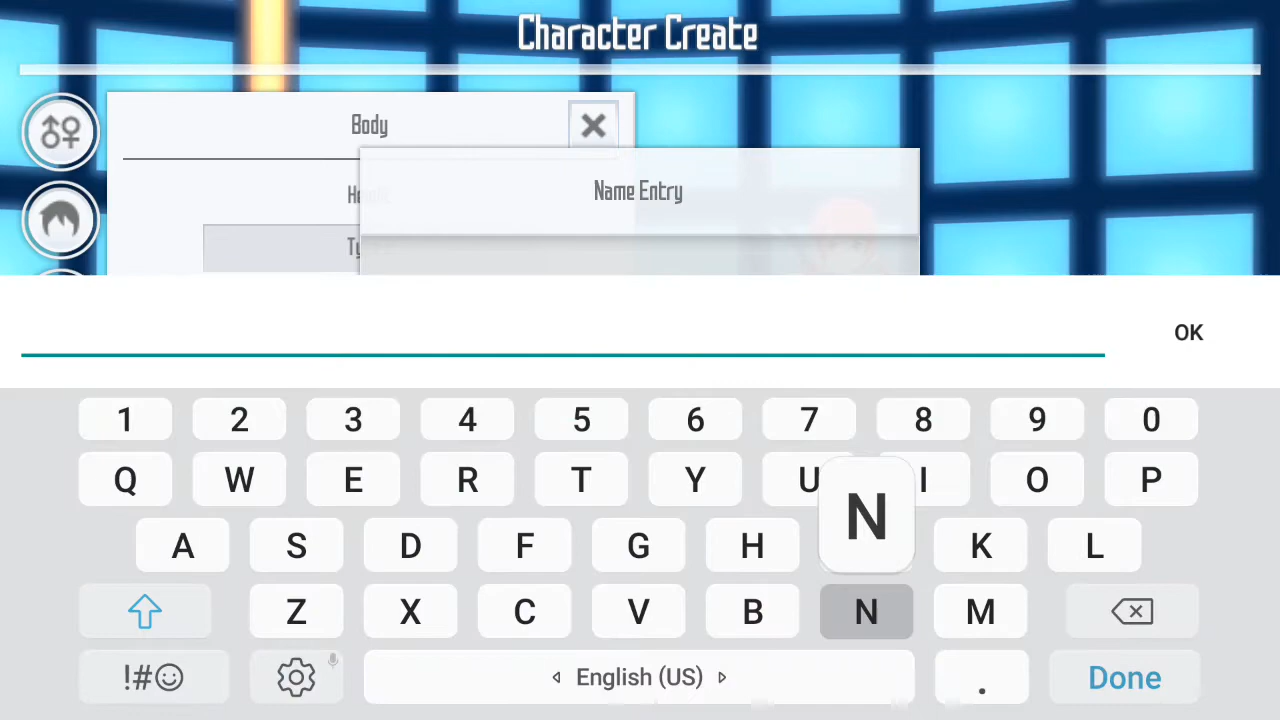 Character Create
Body
Name Entry
OK
1 2 3 4 5 6 7 8 9 0
Q W E R T Y U I O P
A S D F G H N K L
Z X C V B N M
!# English (US) . Done